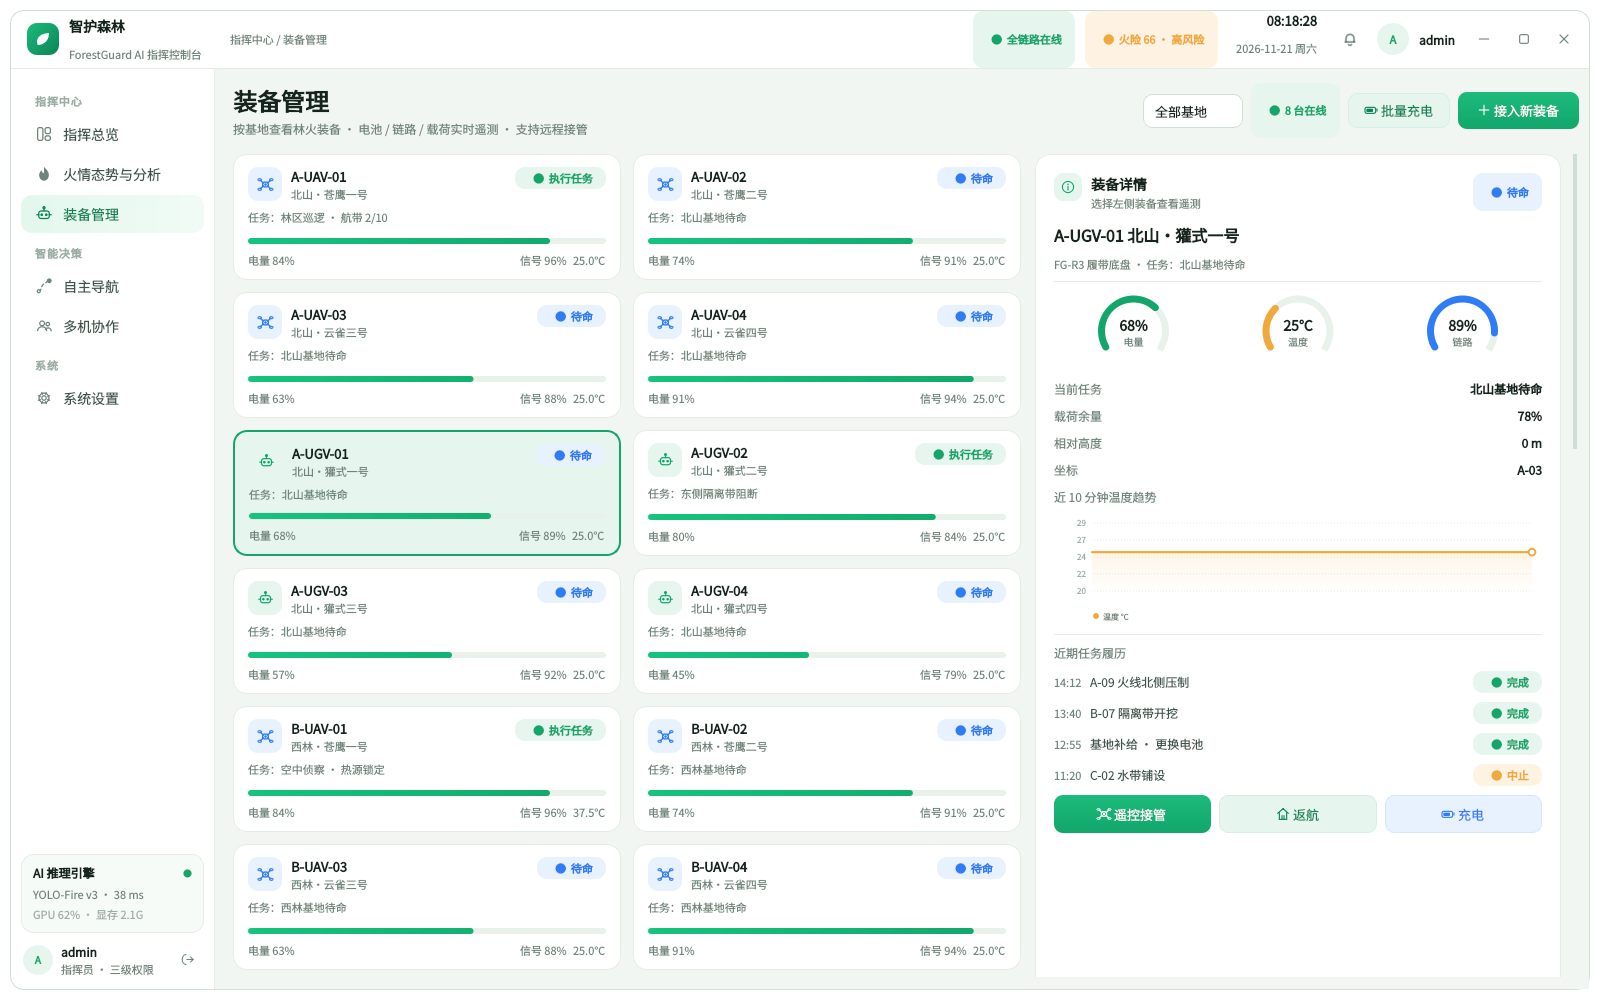 智护森林
ForestGuard AI 指挥控制台
指挥中心 / 装备管理
全链路在线
火险 66 · 高风险
08:18:28
2026-11-21 周六
A
admin
指挥中心
指挥总览
火情态势与分析
装备管理
智能决策
自主导航
多机协作
系统
系统设置
AI 推理引擎
YOLO-Fire v3 · 38 ms
GPU 62% · 显存 2.1G
A
admin
指挥员 · 三级权限
装备管理
按基地查看林火装备 · 电池 / 链路 / 载荷实时遥测 · 支持远程接管
全部基地
8 台在线
批量充电
接入新装备
A-UAV-01
北山 · 苍鹰一号
执行任务
任务：林区巡逻 · 航带 2/10
电量 84%
信号 96% 25.0°C
A-UAV-02
北山 · 苍鹰二号
待命
任务：北山基地待命
电量 74%
信号 91% 25.0°C
A-UAV-03
北山 · 云雀三号
待命
任务：北山基地待命
电量 63%
信号 88% 25.0°C
A-UAV-04
北山 · 云雀四号
待命
任务：北山基地待命
电量 91%
信号 94% 25.0°C
A-UGV-01
北山 · 獾式一号
待命
任务：北山基地待命
电量 68%
信号 89% 25.0°C
A-UGV-02
北山 · 獾式二号
执行任务
任务：东侧隔离带阻断
电量 80%
信号 84% 25.0°C
A-UGV-03
北山 · 獾式三号
待命
任务：北山基地待命
电量 57%
信号 92% 25.0°C
A-UGV-04
北山 · 獾式四号
待命
任务：北山基地待命
电量 45%
信号 79% 25.0°C
B-UAV-01
西林 · 苍鹰一号
执行任务
任务：空中侦察 · 热源锁定
电量 84%
信号 96% 37.5°C
B-UAV-02
西林 · 苍鹰二号
待命
任务：西林基地待命
电量 74%
信号 91% 25.0°C
B-UAV-03
西林 · 云雀三号
待命
任务：西林基地待命
电量 63%
信号 88% 25.0°C
B-UAV-04
西林 · 云雀四号
待命
任务：西林基地待命
电量 91%
信号 94% 25.0°C
装备详情
选择左侧装备查看遥测
待命
A-UGV-01 北山 · 獾式一号
FG-R3 履带底盘 · 任务：北山基地待命
68%
电量
25°C
温度
89%
链路
当前任务
北山基地待命
载荷余量
78%
相对高度
0 m
坐标
A-03
近 10 分钟温度趋势
29
27
24
22
20
温度 °C
近期任务履历
14:12 A-09 火线北侧压制
完成
13:40 B-07 隔离带开挖
完成
12:55 基地补给 · 更换电池
完成
11:20 C-02 水带铺设
中止
遥控接管
返航
充电